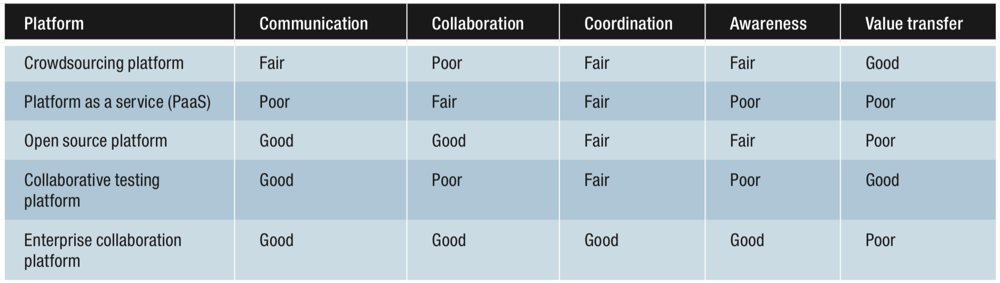 Platform Communication Collaboration Coordination Awareness Value transfer
Crowdsourcing platform Fair Poor Fair Fair Good
Platform as a service (PaaS) Poor Fair Fair Poor Poor
Open source platform Good Good Fair Fair Poor
Collaborative testing Good Poor Fair Poor Good
platform
Enterprise collaboration Good Good Good Good Poor
platform